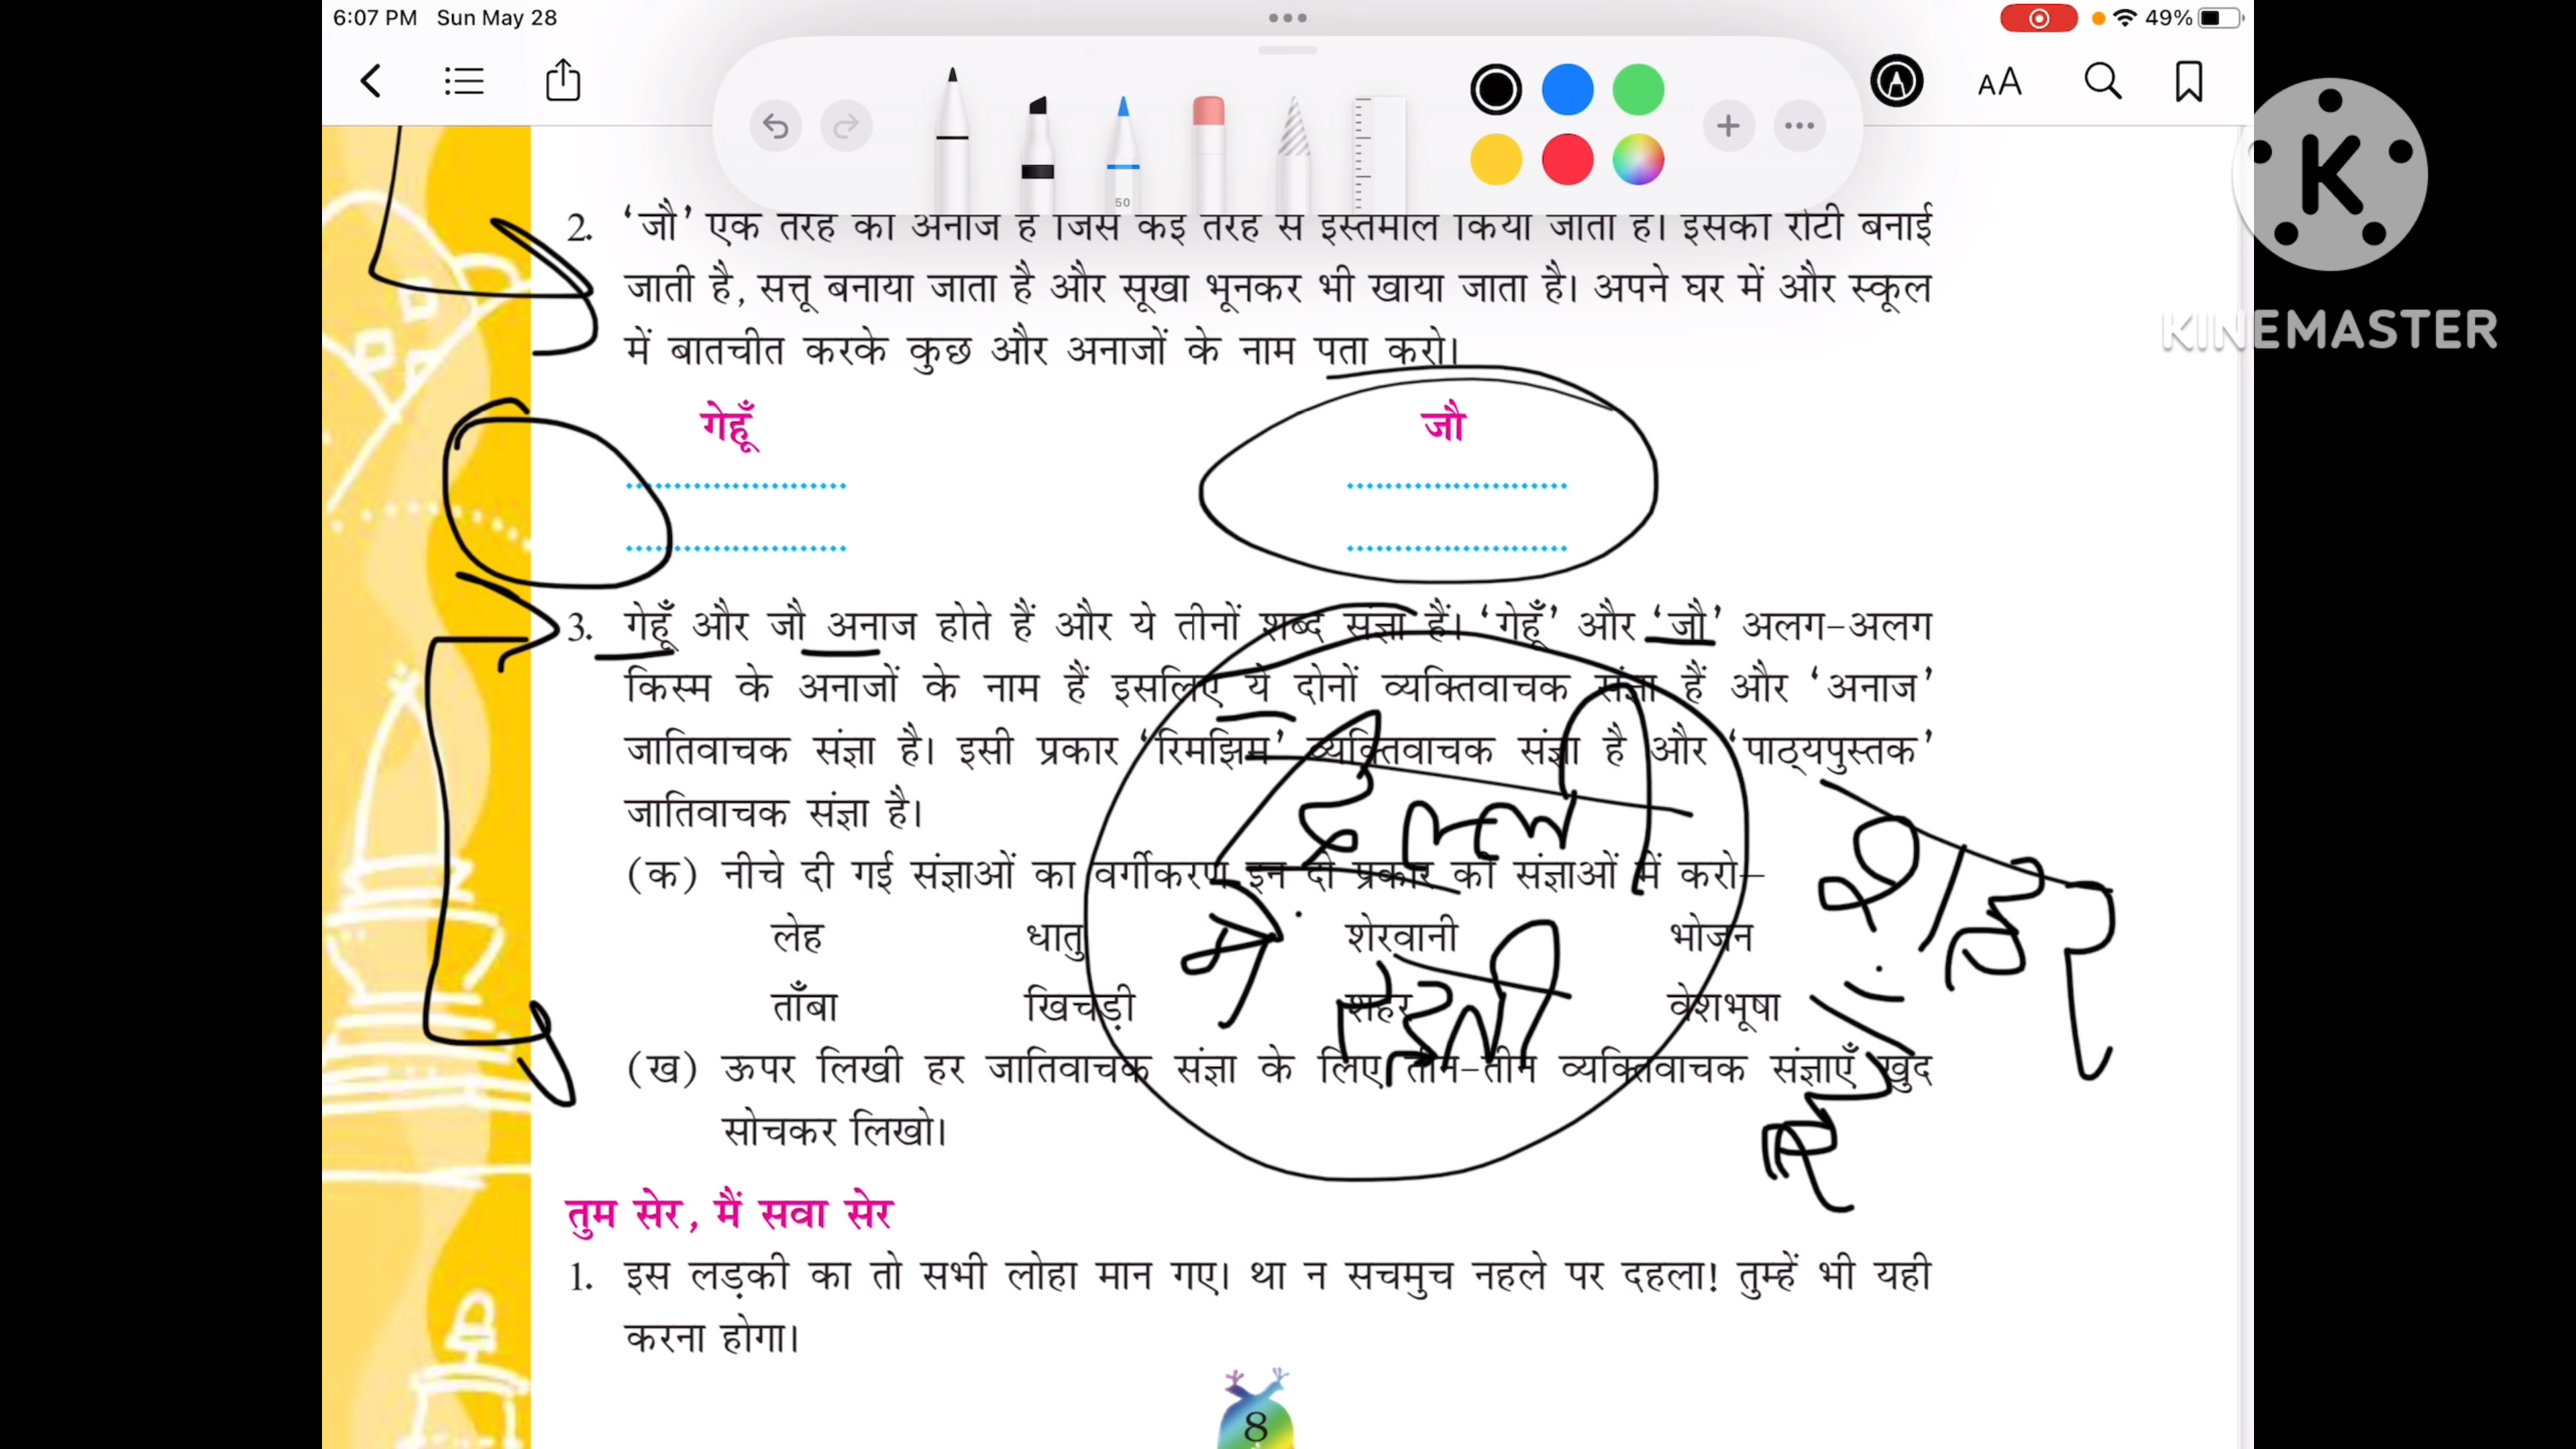 6:07 PM Sun May 28
49%
50
K
KINEMASTER
2. ‘जौ’ एक तरह का अनाज है जिसे कई तरह से इस्तेमाल किया जाता है। इसकी रोटी बनाई
जाती है, सत्तू बनाया जाता है और सूखा भूनकर भी खाया जाता है। अपने घर में और स्कूल
में बातचीत करके कुछ और अनाजों के नाम पता करो।
गेहूँ जौ
3. गेहूँ और जौ अनाज होते हैं और ये तीनों शब्द संज्ञा हैं। ‘गेहूँ’ और ‘जौ’ अलग-अलग
किस्म के अनाजों के नाम हैं इसलिए ये दोनों व्यक्तिवाचक संज्ञा हैं और ‘अनाज’
जातिवाचक संज्ञा है। इसी प्रकार ‘रिमझिम’ व्यक्तिवाचक संज्ञा है और ‘पाठ्यपुस्तक’
जातिवाचक संज्ञा है।
(क) नीचे दी गई संज्ञाओं का वर्गीकरण इन दो प्रकार की संज्ञाओं में करो–
लेह धातु शेरवानी भोजन
ताँबा खिचड़ी शहर वेशभूषा
(ख) ऊपर लिखी हर जातिवाचक संज्ञा के लिए तीन-तीन व्यक्तिवाचक संज्ञाएँ खुद
सोचकर लिखो।
शहर
तुम सेर, मैं सवा सेर
1. इस लड़की का तो सभी लोहा मान गए। था न सचमुच नहले पर दहला! तुम्हें भी यही
करना होगा।
8